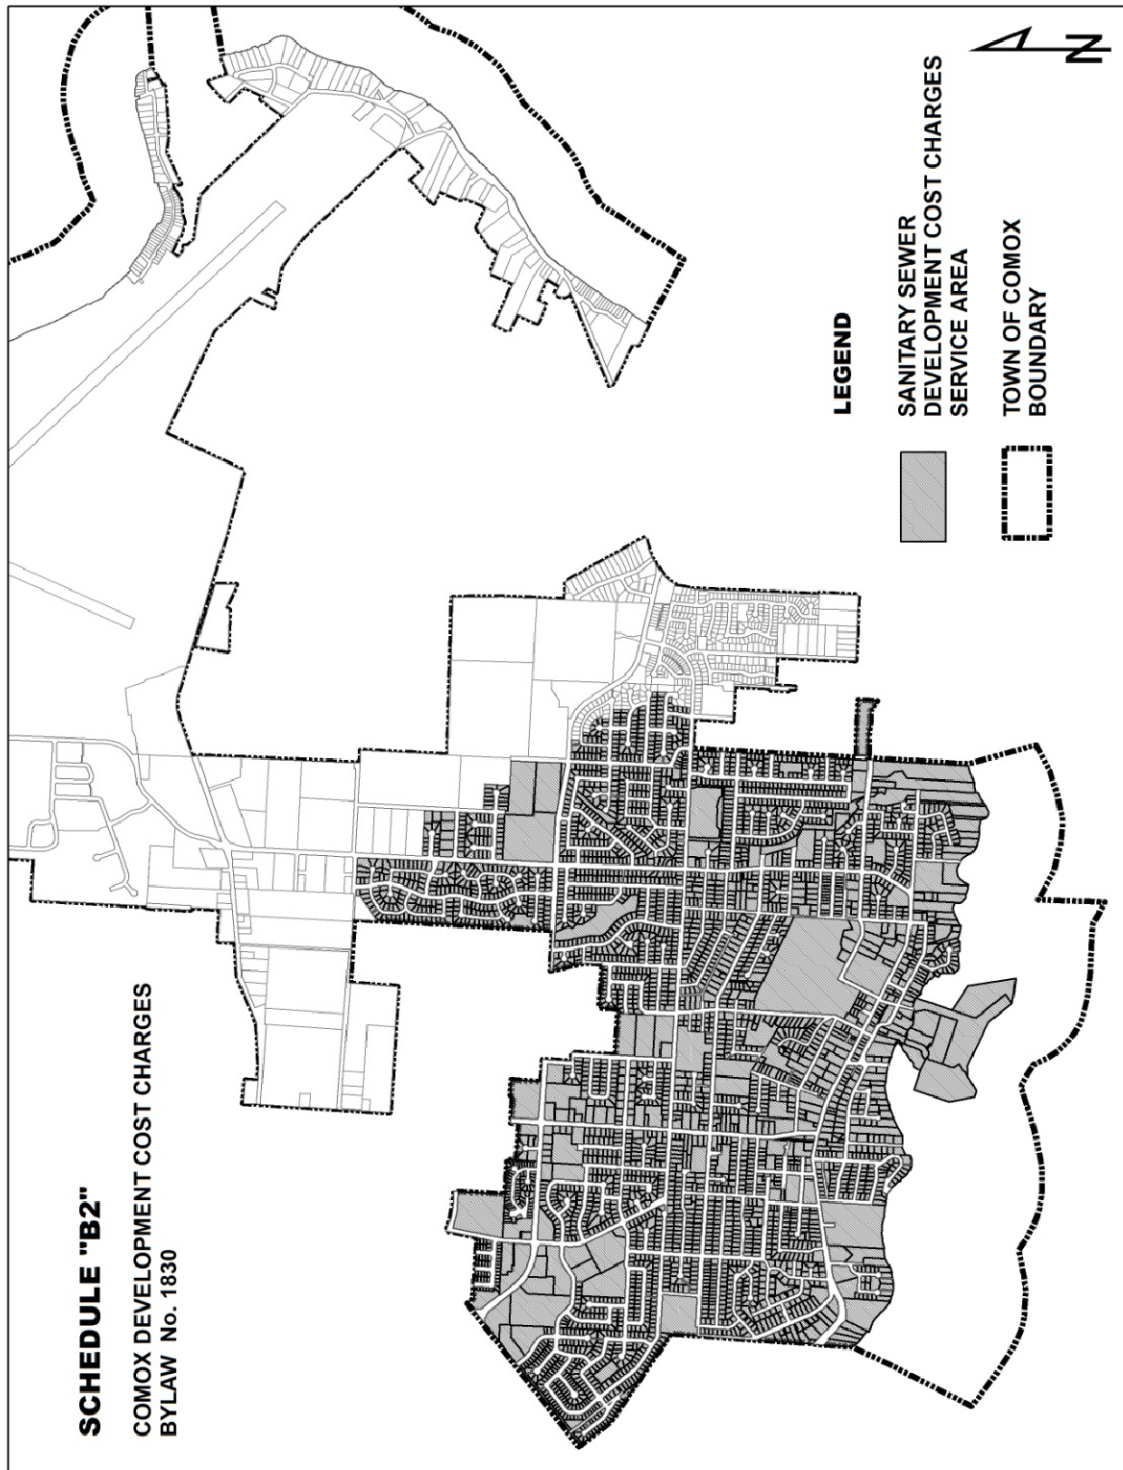 SCHEDULE "B2"
COMOX DEVELOPMENT COST CHARGES
BYLAW No. 1830
LEGEND
SANITARY SEWER
DEVELOPMENT COST CHARGES
SERVICE AREA
TOWN OF COMOX
BOUNDARY
N